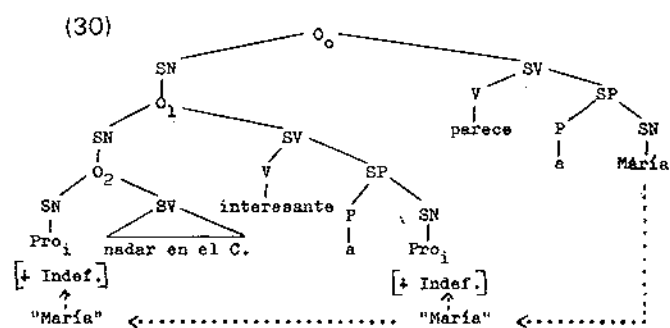 (30)
O₀
SN SV
O₁ V SP
parece
SN SV P SN
O₂ V SP a María
SN SV interesante P SN
Pro_i nadar en el C. a Pro_i
[+ Indef.] [+ Indef.]
"María" "María"